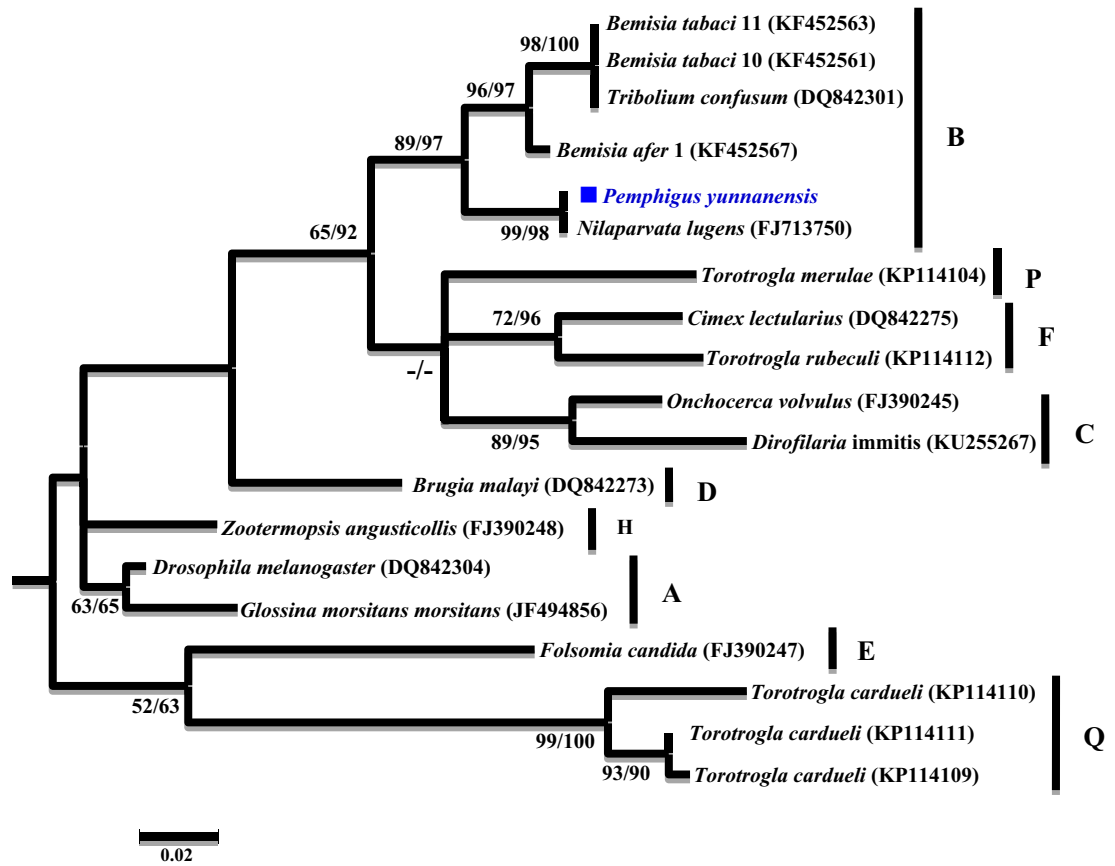 Bemisia tabaci 11 (KF452563)
98/100
Bemisia tabaci 10 (KF452561)
96/97
Tribolium confusum (DQ842301)
B
89/97
Bemisia afer 1 (KF452567)
Pemphigus yunnanensis
99/98
Nilaparvata lugens (FJ713750)
65/92
Torotrogla merulae (KP114104)
P
72/96
Cimex lectularius (DQ842275)
F
Torotrogla rubeculi (KP114112)
-/-
Onchocerca volvulus (FJ390245)
C
89/95
Dirofilaria immitis (KU255267)
Brugia malayi (DQ842273)
D
Zootermopsis angusticollis (FJ390248)
H
Drosophila melanogaster (DQ842304)
A
63/65
Glossina morsitans morsitans (JF494856)
Folsomia candida (FJ390247)
E
52/63
Torotrogla cardueli (KP114110)
99/100
Torotrogla cardueli (KP114111)
Q
93/90
Torotrogla cardueli (KP114109)
0.02